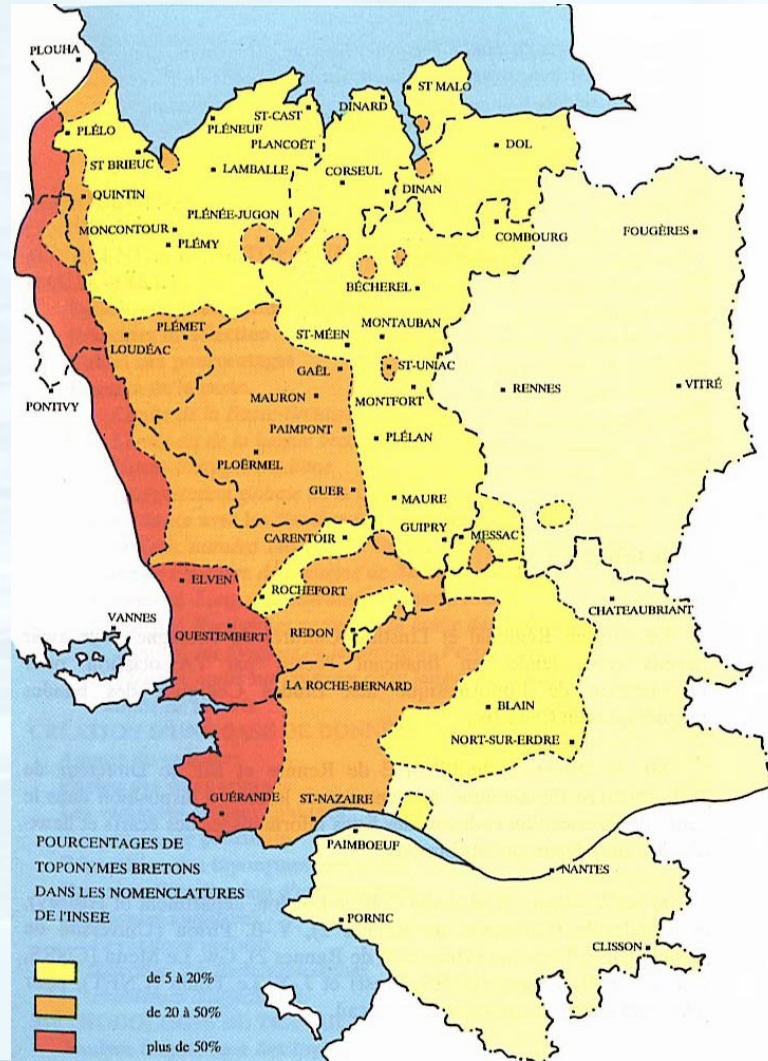 PLOUHA
ST MALO
ST-CAST
DINARD
PLÉNEUF
PLÉLO
PLANCOËT
DOL
ST BRIEUC
LAMBALLE
CORSEUL
DINAN
QUINTIN
PLÉNÉE-JUGON
MONCONTOUR
COMBOURG
FOUGÈRES
PLÉMY
BÉCHEREL
PLÉMET
ST-MÉEN
MONTAUBAN
LOUDÉAC
GAËL
ST-UNIAC
PONTIVY
MAURON
MONTFORT
RENNES
VITRÉ
PAIMPONT
PLÉLAN
PLOËRMEL
GUER
MAURE
CARENTOIR
GUIPRY
MESSAC
ELVEN
ROCHEFORT
CHATEAUBRIANT
VANNES
QUESTEMBERT
REDON
LA ROCHE-BERNARD
BLAIN
NORT-SUR-ERDRE
GUÉRANDE
ST-NAZAIRE
PAIMBOEUF
NANTES
PORNIC
CLISSON
POURCENTAGES DE
TOPONYMES BRETONS
DANS LES NOMENCLATURES
DE l'INSEE
de 5 à 20%
de 20 à 50%
plus de 50%